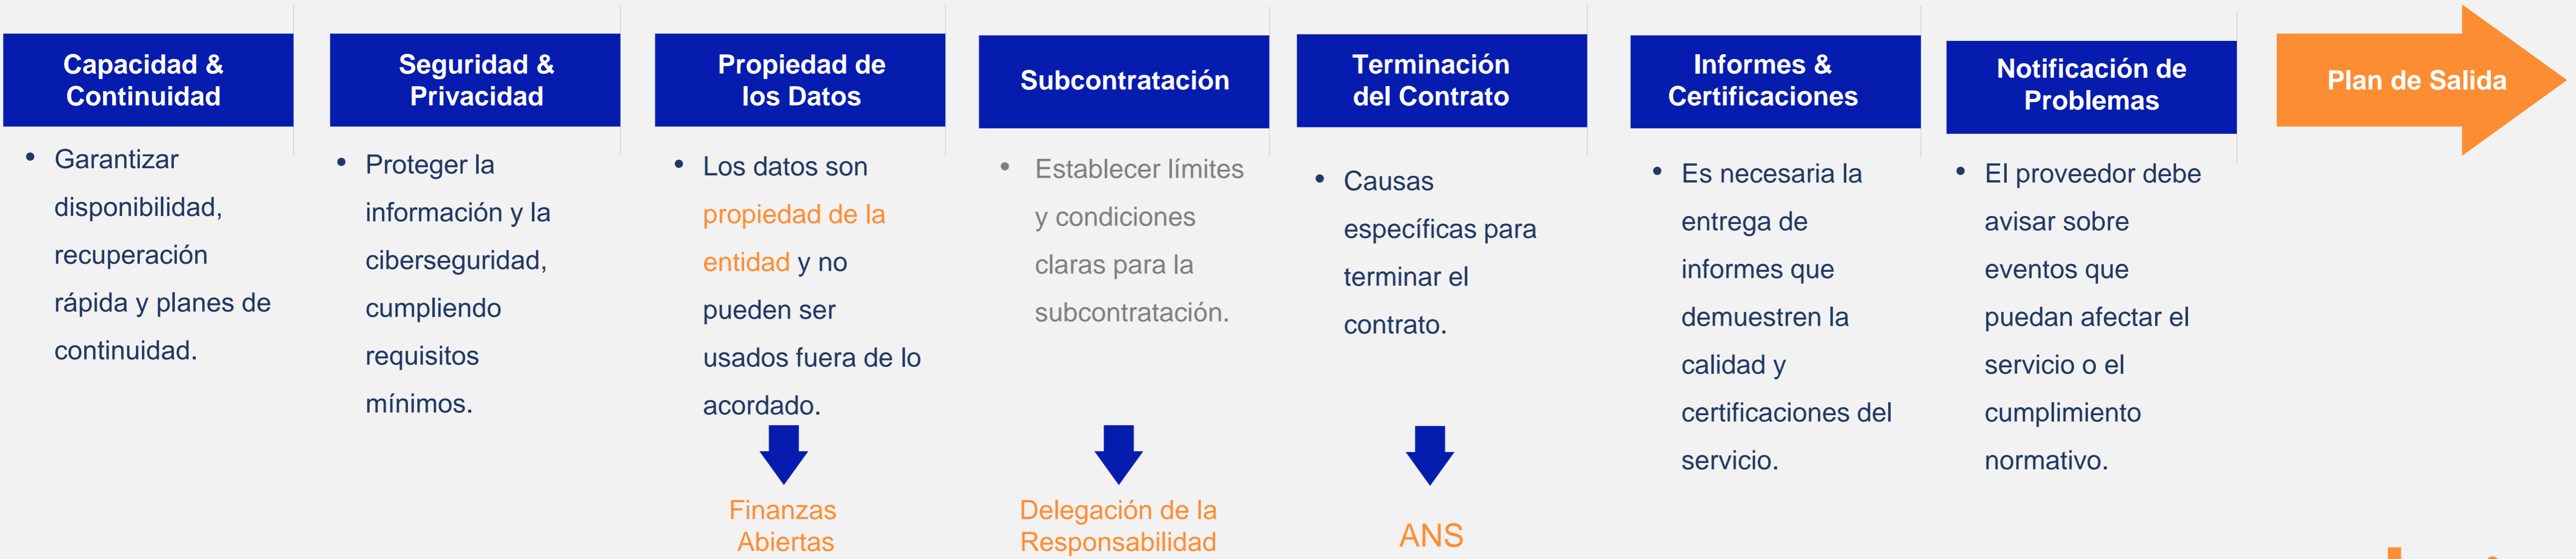 Capacidad &
Continuidad
• Garantizar
disponibilidad,
recuperación
rápida y planes de
continuidad.
Seguridad &
Privacidad
• Proteger la
información y la
ciberseguridad,
cumpliendo
requisitos
mínimos.
Propiedad de
los Datos
• Los datos son
propiedad de la
entidad y no
pueden ser
usados fuera de lo
acordado.
Finanzas
Abiertas
Subcontratación
• Establecer límites
y condiciones
claras para la
subcontratación.
Delegación de la
Responsabilidad
Terminación
del Contrato
• Causas
específicas para
terminar el
contrato.
ANS
Informes &
Certificaciones
• Es necesaria la
entrega de
informes que
demuestren la
calidad y
certificaciones del
servicio.
Notificación de
Problemas
• El proveedor debe
avisar sobre
eventos que
puedan afectar el
servicio o el
cumplimiento
normativo.
Plan de Salida